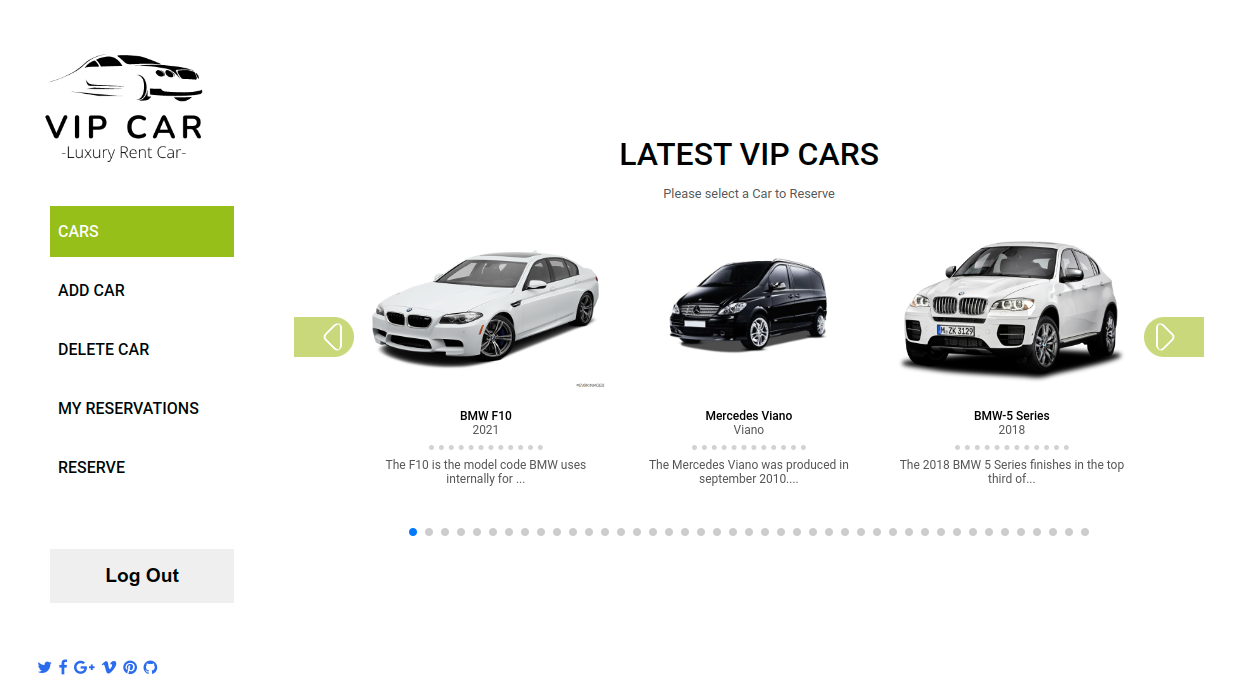 VIP CAR
-Luxury Rent Car-
CARS
ADD CAR
DELETE CAR
MY RESERVATIONS
RESERVE
Log Out
LATEST VIP CARS
Please select a Car to Reserve
M ZK 3129
BMW F10
2021
The F10 is the model code BMW uses
internally for ...
Mercedes Viano
Viano
The Mercedes Viano was produced in
september 2010....
BMW-5 Series
2018
The 2018 BMW 5 Series finishes in the top
third of...